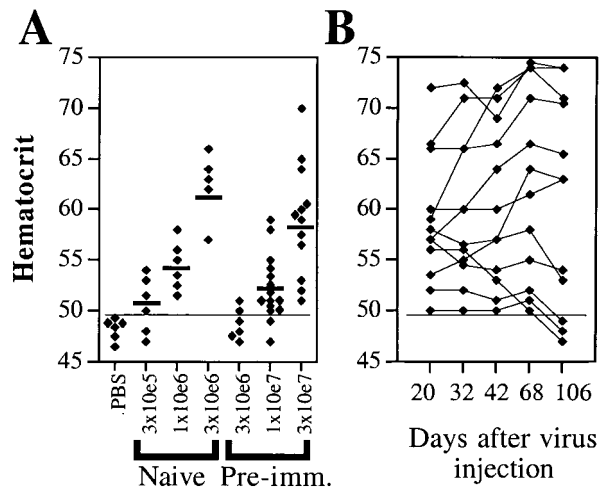 A
B
Hematocrit
75
70
65
60
55
50
45
.PBS
3x10e5
1x10e6
3x10e6
3x10e6
1x10e7
3x10e7
Naive
Pre-imm.
75
70
65
60
55
50
45
20 32 42 68 106
Days after virus
injection